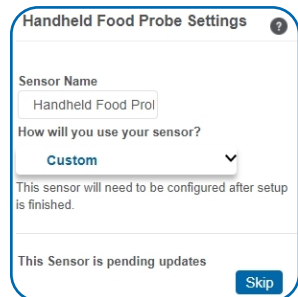 Handheld Food Probe Settings ?
Sensor Name
Handheld Food Prol
How will you use your sensor?
Custom
This sensor will need to be configured after setup
is finished.
This Sensor is pending updates
Skip